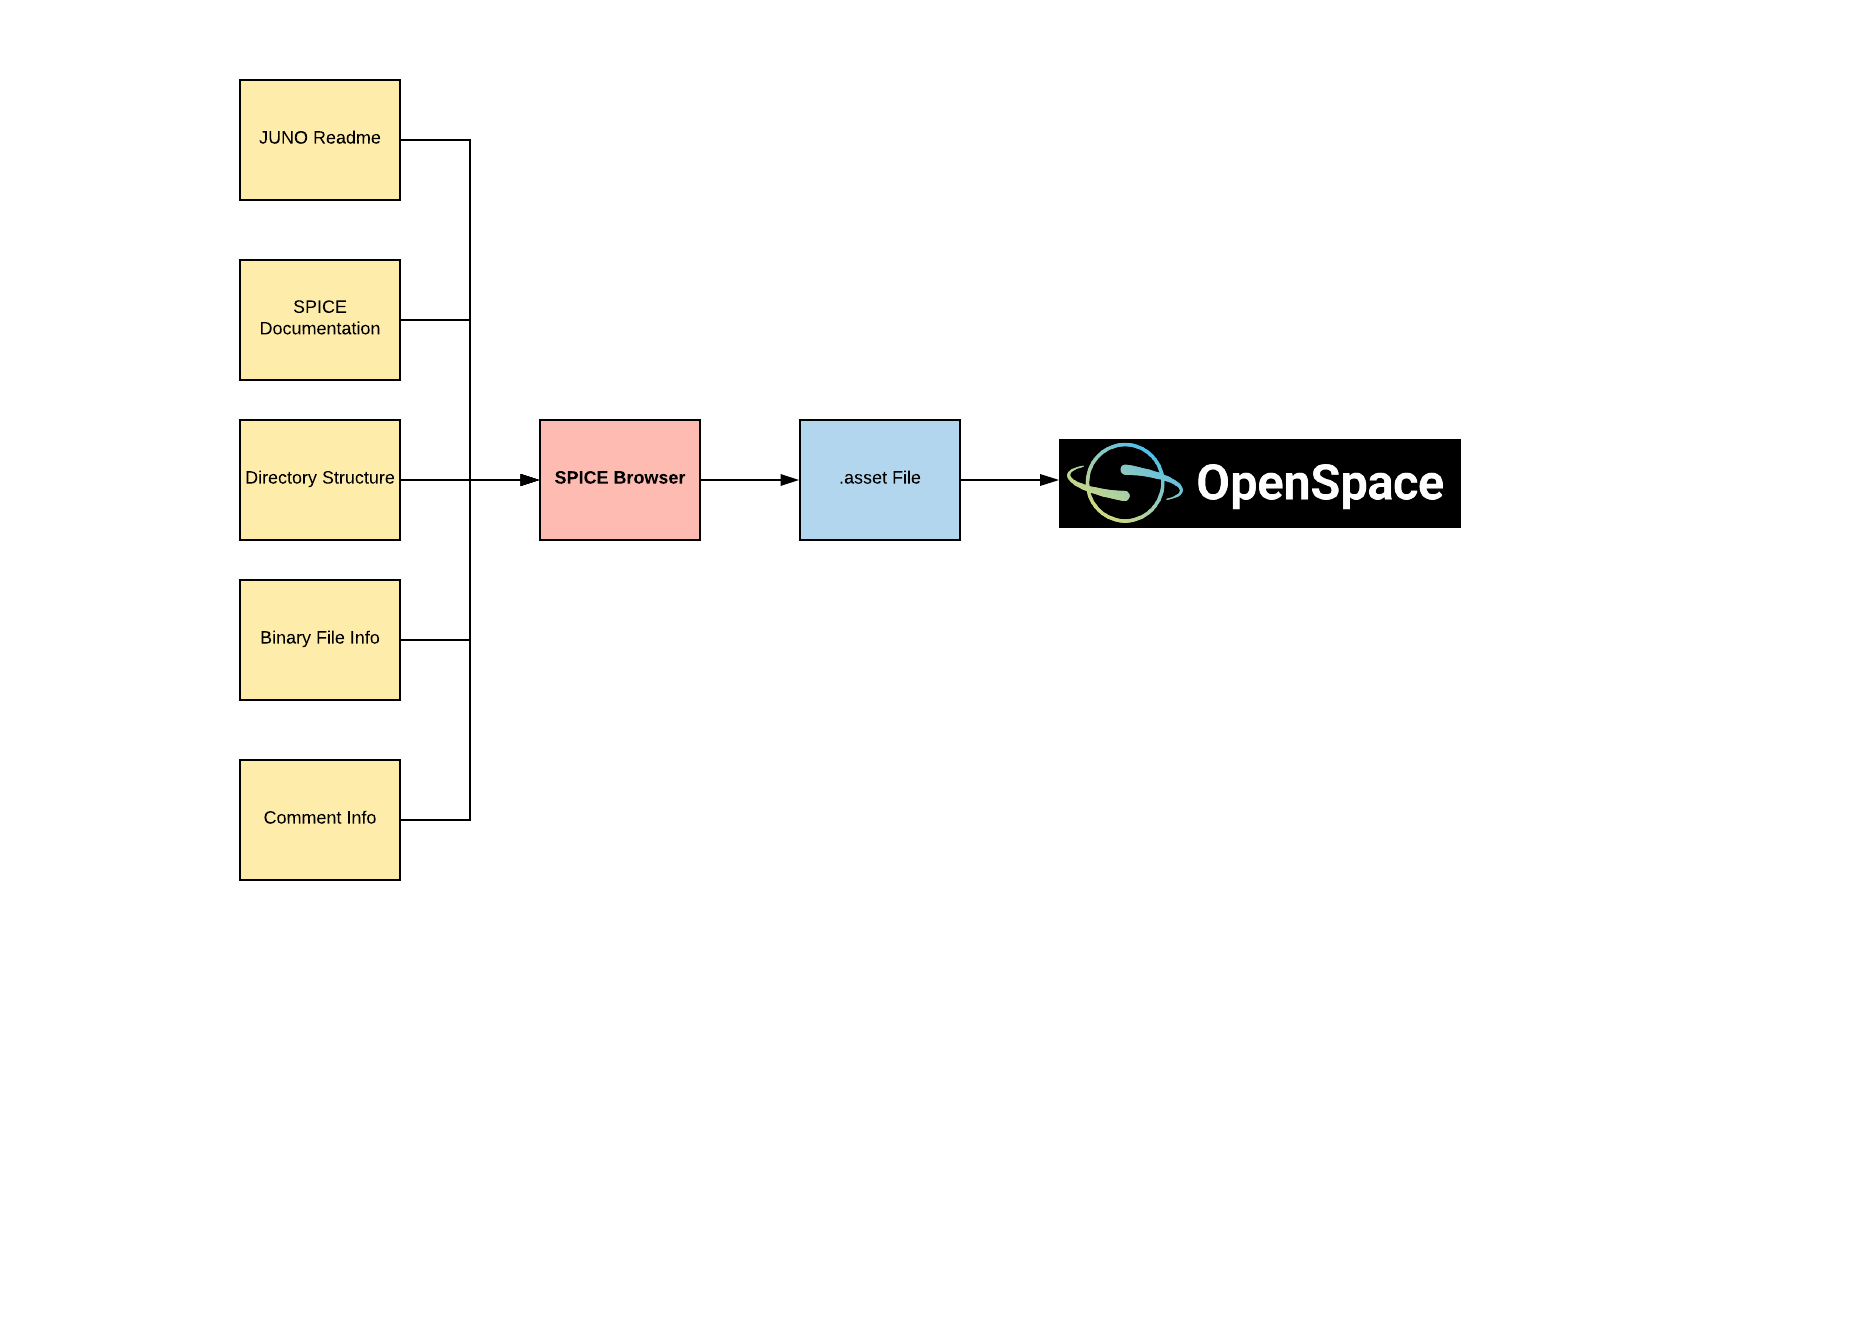 JUNO Readme
SPICE
Documentation
Directory Structure
SPICE Browser
.asset File
OpenSpace
Binary File Info
Comment Info